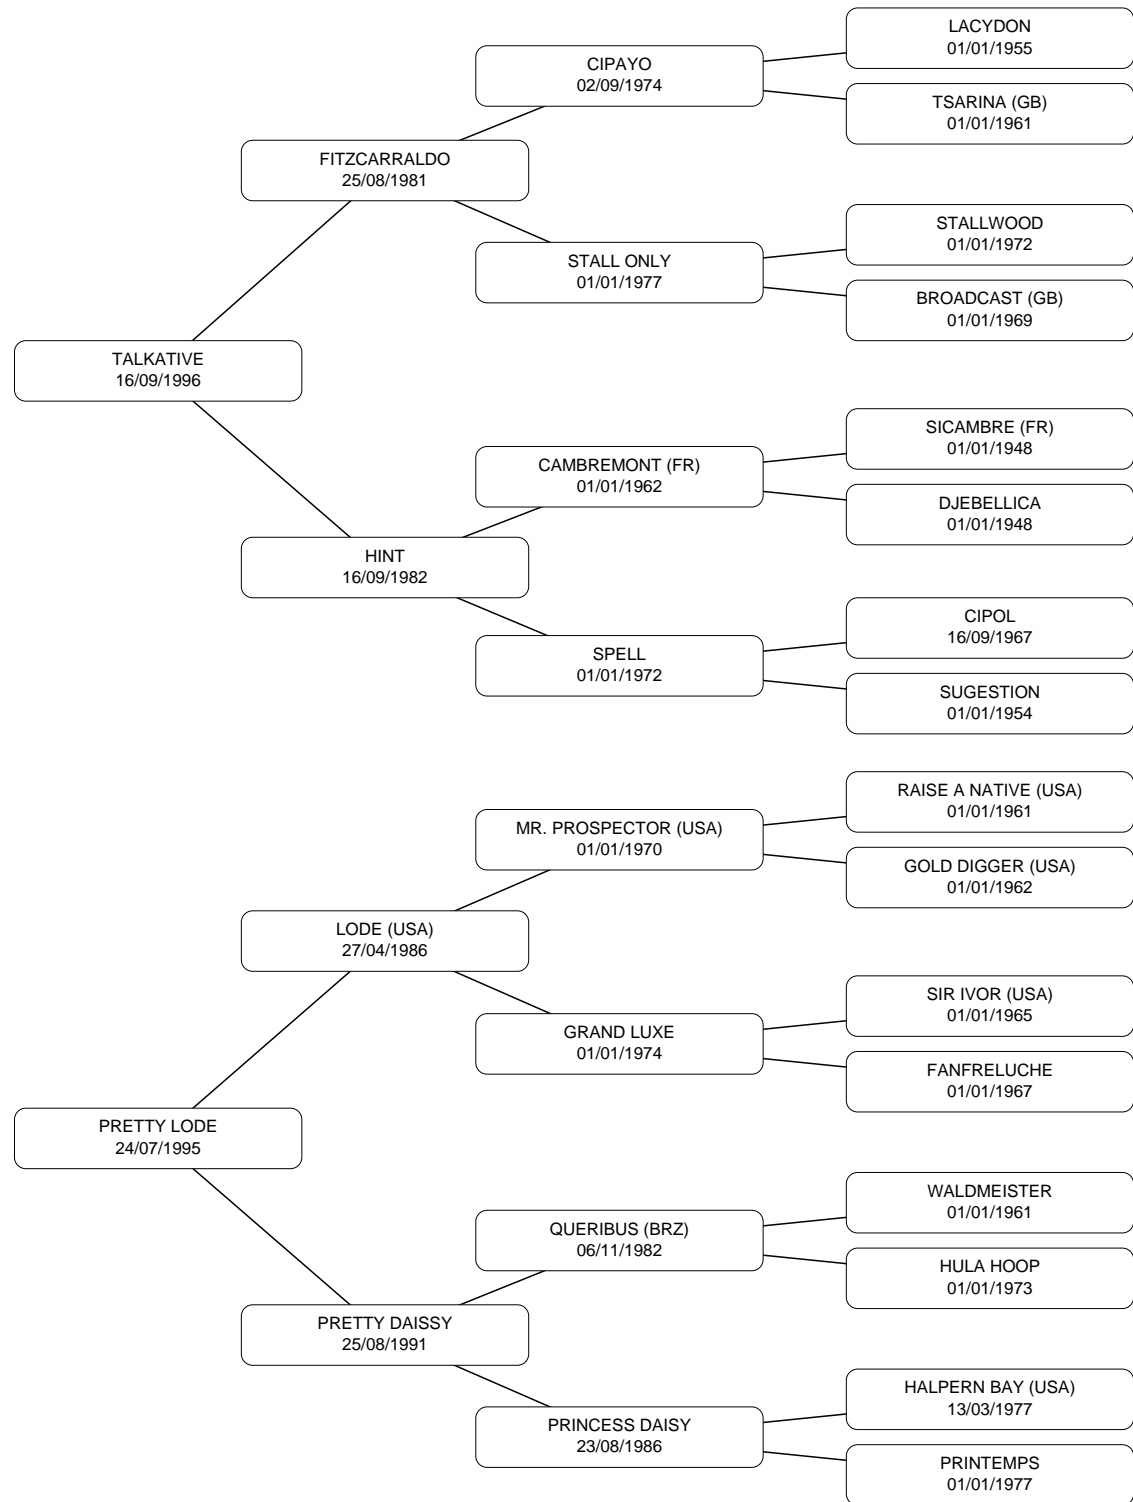 LACYDON
01/01/1955
CIPAYO
02/09/1974
TSARINA (GB)
01/01/1961
FITZCARRALDO
25/08/1981
STALLWOOD
01/01/1972
STALL ONLY
01/01/1977
BROADCAST (GB)
01/01/1969
TALKATIVE
16/09/1996
SICAMBRE (FR)
01/01/1948
CAMBREMONT (FR)
01/01/1962
DJEBELLICA
01/01/1948
HINT
16/09/1982
CIPOL
16/09/1967
SPELL
01/01/1972
SUGESTION
01/01/1954
RAISE A NATIVE (USA)
01/01/1961
MR. PROSPECTOR (USA)
01/01/1970
GOLD DIGGER (USA)
01/01/1962
LODE (USA)
27/04/1986
SIR IVOR (USA)
01/01/1965
GRAND LUXE
01/01/1974
FANFRELUCHE
01/01/1967
PRETTY LODE
24/07/1995
WALDMEISTER
01/01/1961
QUERIBUS (BRZ)
06/11/1982
HULA HOOP
01/01/1973
PRETTY DAISSY
25/08/1991
HALPERN BAY (USA)
13/03/1977
PRINCESS DAISY
23/08/1986
PRINTEMPS
01/01/1977